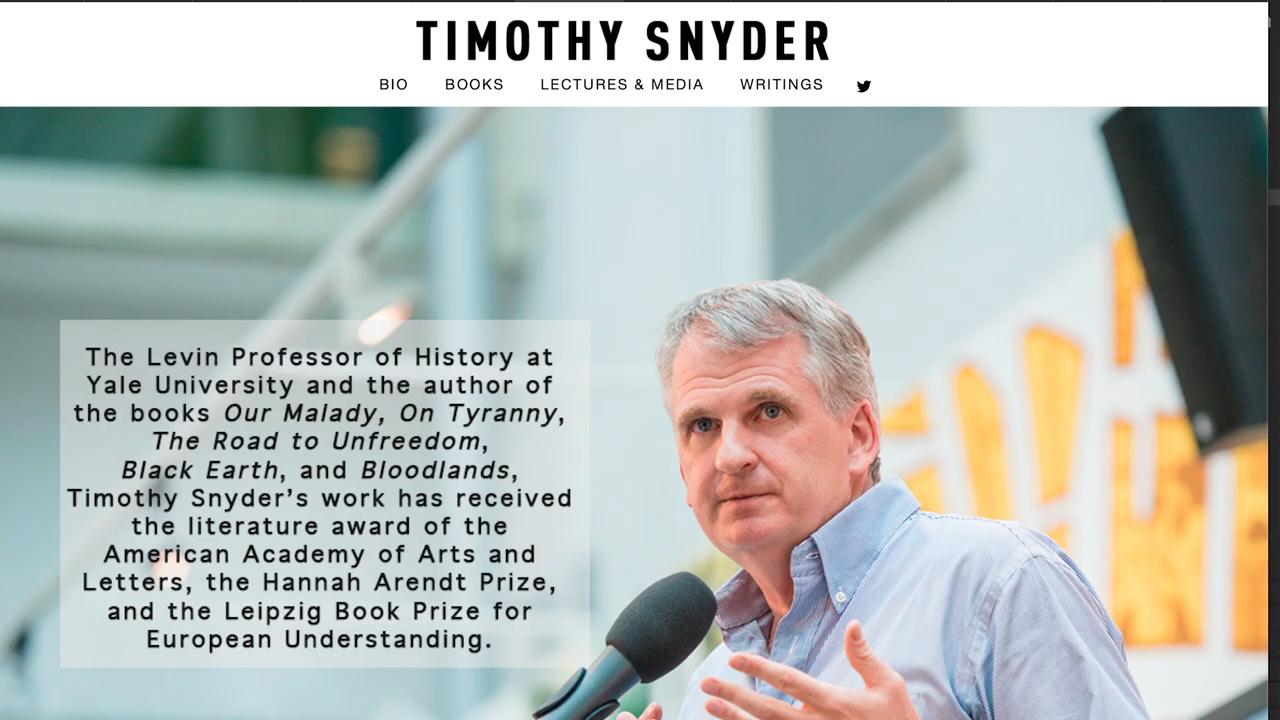 TIMOTHY SNYDER
BIO BOOKS LECTURES & MEDIA WRITINGS
The Levin Professor of History at
Yale University and the author of
the books Our Malady, On Tyranny,
The Road to Unfreedom,
Black Earth, and Bloodlands,
Timothy Snyder’s work has received
the literature award of the
American Academy of Arts and
Letters, the Hannah Arendt Prize,
and the Leipzig Book Prize for
European Understanding.